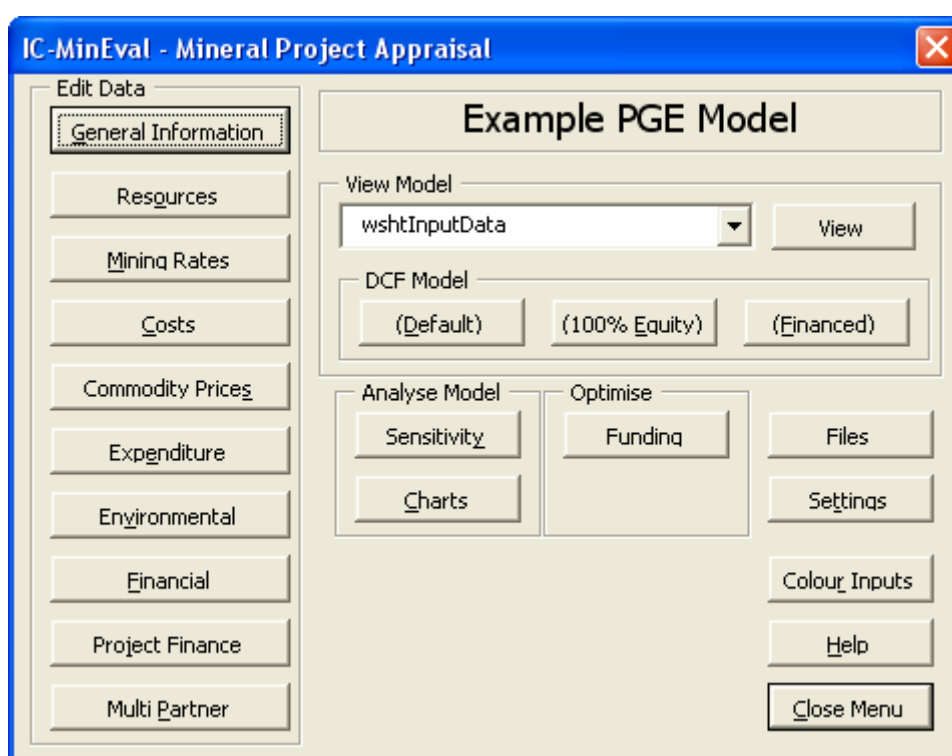 IC-MinEval - Mineral Project Appraisal
Edit Data
General Information
Resources
Mining Rates
Costs
Commodity Prices
Expenditure
Environmental
Financial
Project Finance
Multi Partner
Example PGE Model
View Model
wshtInputData
View
DCF Model
(Default)
(100% Equity)
(Financed)
Analyse Model
Sensitivity
Charts
Optimise
Funding
Files
Settings
Colour Inputs
Help
Close Menu